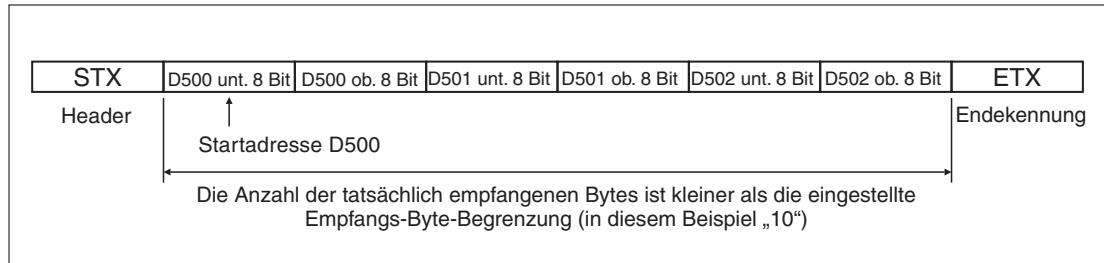 STX D500 unt. 8 Bit D500 ob. 8 Bit D501 unt. 8 Bit D501 ob. 8 Bit D502 unt. 8 Bit D502 ob. 8 Bit ETX
Header Endekennung
Startadresse D500
Die Anzahl der tatsächlich empfangenen Bytes ist kleiner als die eingestellte
Empfangs-Byte-Begrenzung (in diesem Beispiel „10“)